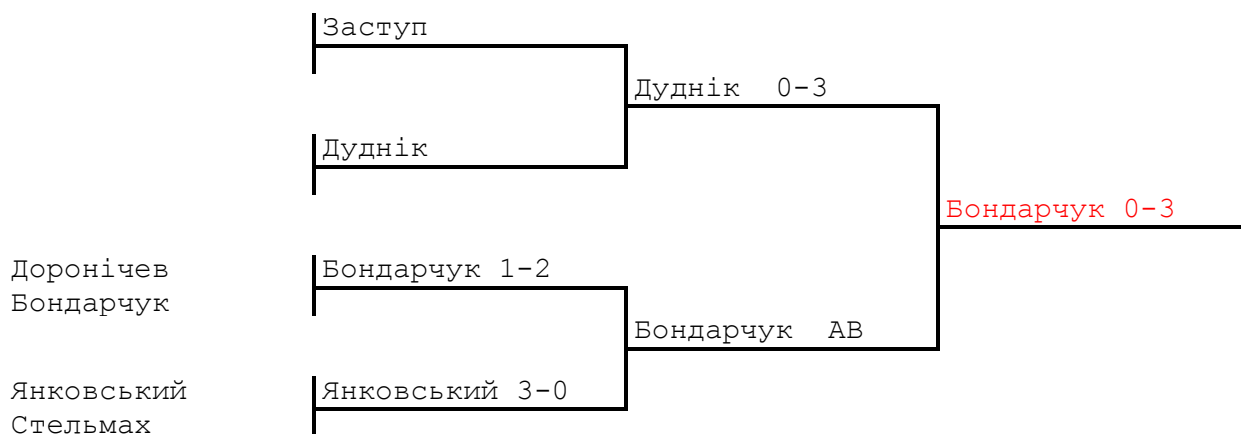 Заступ
Дуднік 0-3
Дуднік
Бондарчук 0-3
Доронічев
Бондарчук
Бондарчук 1-2
Бондарчук АВ
Янковський
Стельмах
Янковський 3-0